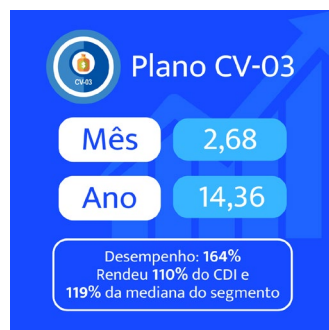 CV-03
Plano CV-03
Mês 2,68
Ano 14,36
Desempenho: 164%
Rendeu 110% do CDI e
119% da mediana do segmento